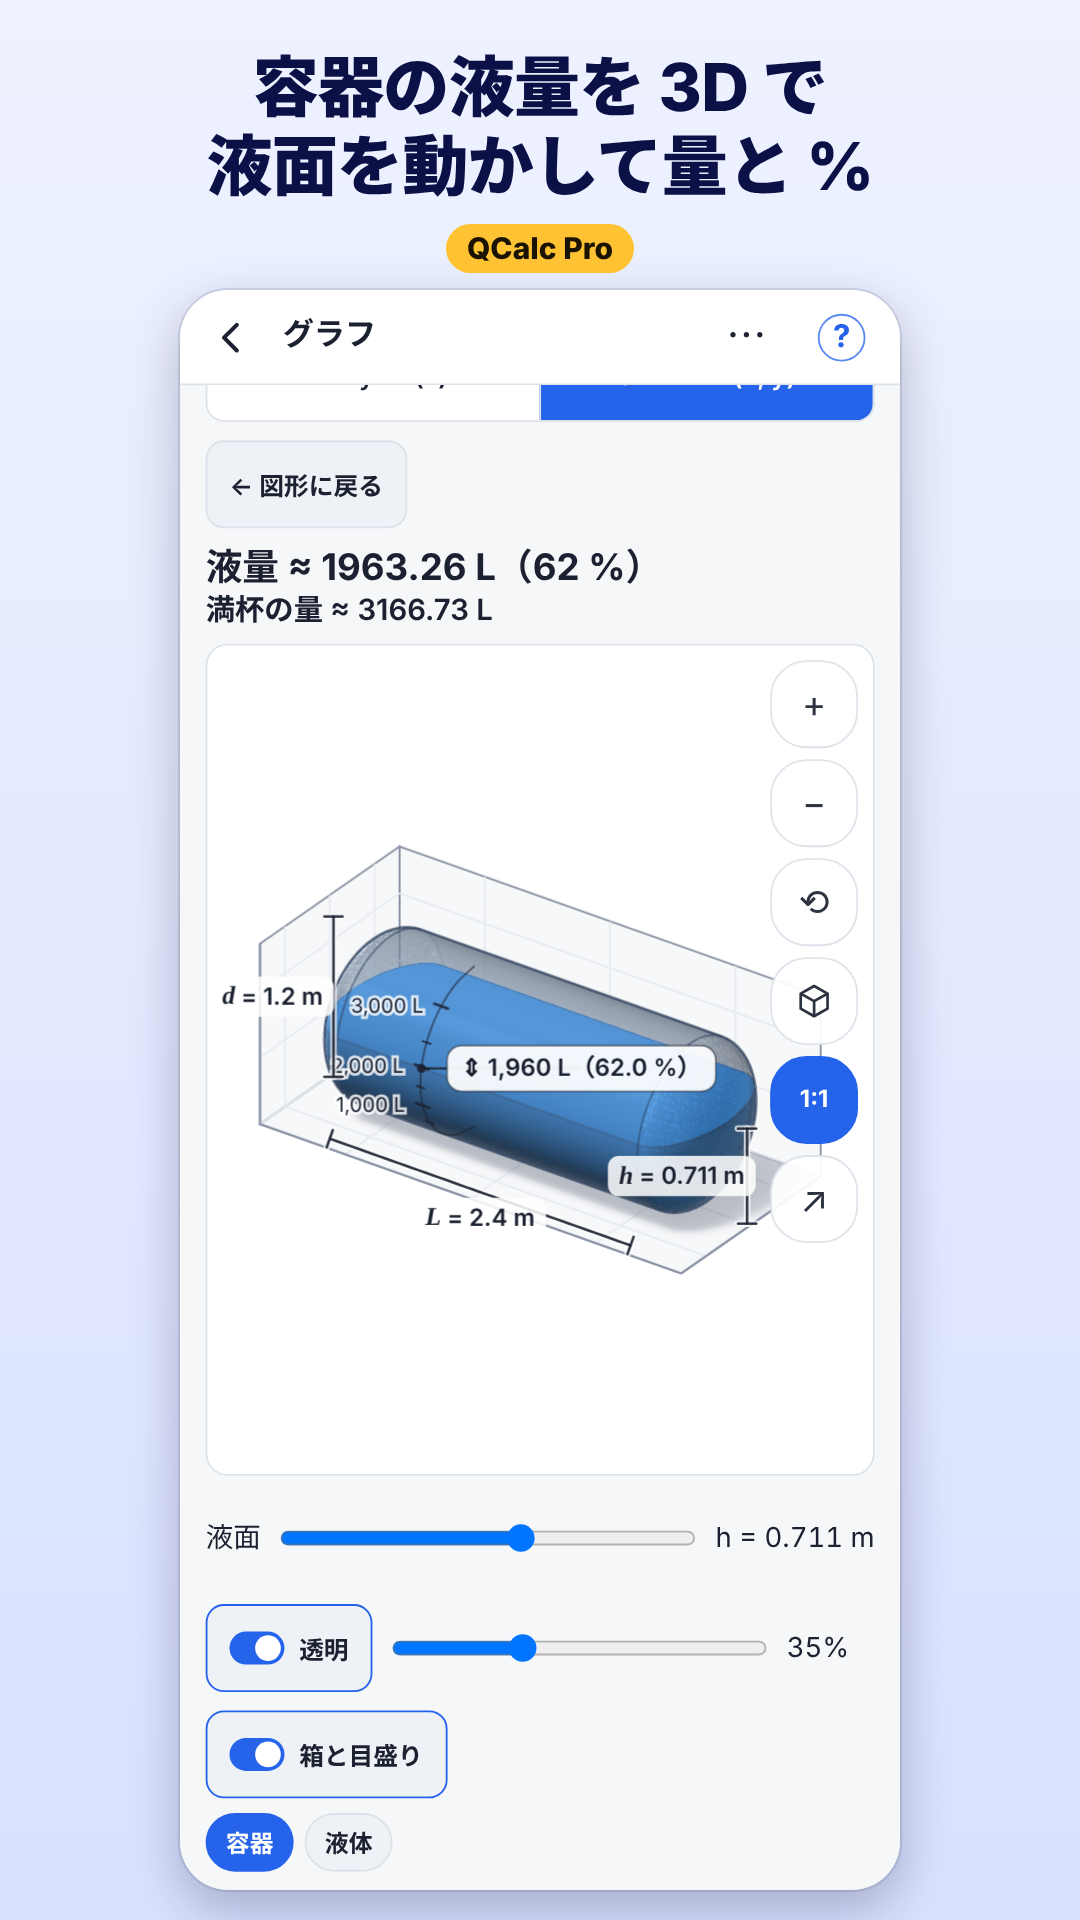 容器の液量を 3D で
液面を動かして量と %
QCalc Pro
グラフ
?
← 図形に戻る
液量 ≈ 1963.26 L（62 %）
満杯の量 ≈ 3166.73 L
+
−
d = 1.2 m
3,000 L
2,000 L
⇕ 1,960 L（62.0 %）
1:1
1,000 L
h = 0.711 m
L = 2.4 m
液面
h = 0.711 m
透明
35%
箱と目盛り
容器
液体